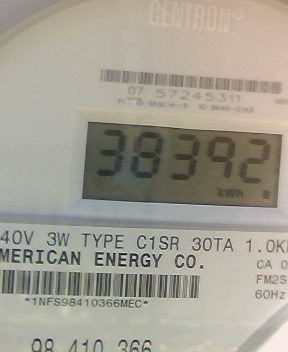 CENTRON®
07 57245311
38392
kWh
40V 3W TYPE C1SR 30TA 1.0K
MERICAN ENERGY CO. CA 0
FM2S
*1NFS98410366MEC* 60Hz
98 410 366